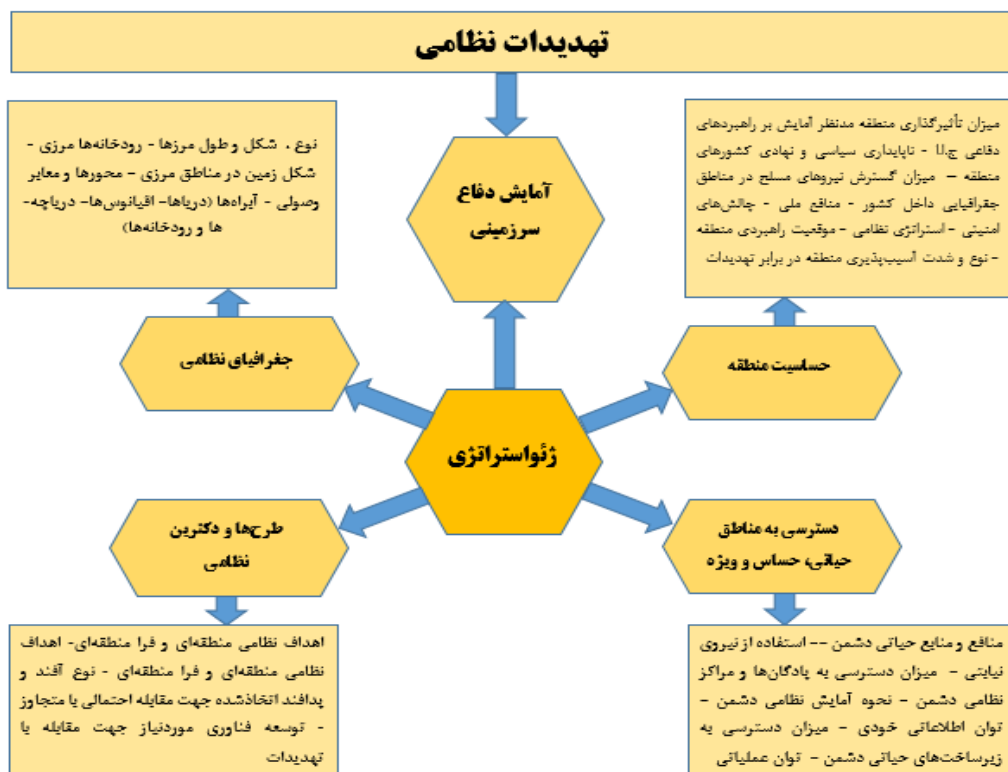 تهدیدات نظامی
میزان تأثیرگذاری منطقه مدنظر آمایش بر راهبردهای
دفاعی ج.ا.ا - ناپایداری سیاسی و نهادی کشورهای
منطقه – میزان گسترش نیروهای مسلح در مناطق
جغرافیایی داخل کشور - منافع ملی - چالش‌های
امنیتی - استراتژی نظامی - موقعیت راهبردی منطقه
- نوع و شدت آسیب‌پذیری منطقه در برابر تهدیدات
آمایش دفاع
سرزمینی
نوع ، شکل و طول مرزها - رودخانه‌ها مرزی -
شکل زمین در مناطق مرزی - محورها و معابر
وصولی - آبراه‌ها (دریاها- اقیانوس‌ها- دریاچه-
ها و رودخانه‌ها)
حساسیت منطقه
جغرافیای نظامی
ژئواستراتژی
دسترسی به مناطق
حیاتی، حساس و ویژه
طرح‌ها و دکترین
نظامی
منافع و منابع حیاتی دشمن -- استفاده از نیروی
نیابتی - میزان دسترسی به پادگان‌ها و مراکز
نظامی دشمن - نحوه آمایش نظامی دشمن -
توان اطلاعاتی خودی - میزان دسترسی به
زیرساخت‌های حیاتی دشمن - توان عملیاتی
اهداف نظامی منطقه‌ای و فرا منطقه‌ای- اهداف
نظامی منطقه‌ای و فرا منطقه‌ای - نوع آفند و
پدافند اتخاذشده جهت مقابله احتمالی با متجاوز
- توسعه فناوری موردنیاز جهت مقابله با
تهدیدات